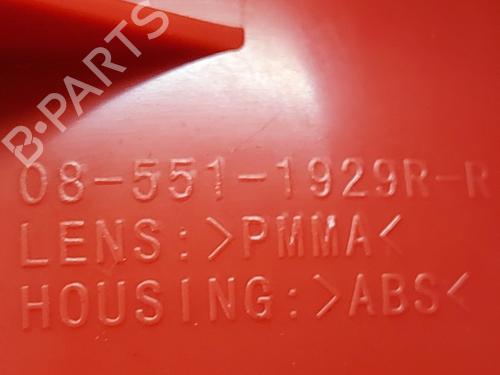 B-PARTS
08-551-1929R-R
LENS:>PMMA<
HOUSING:>ABS<